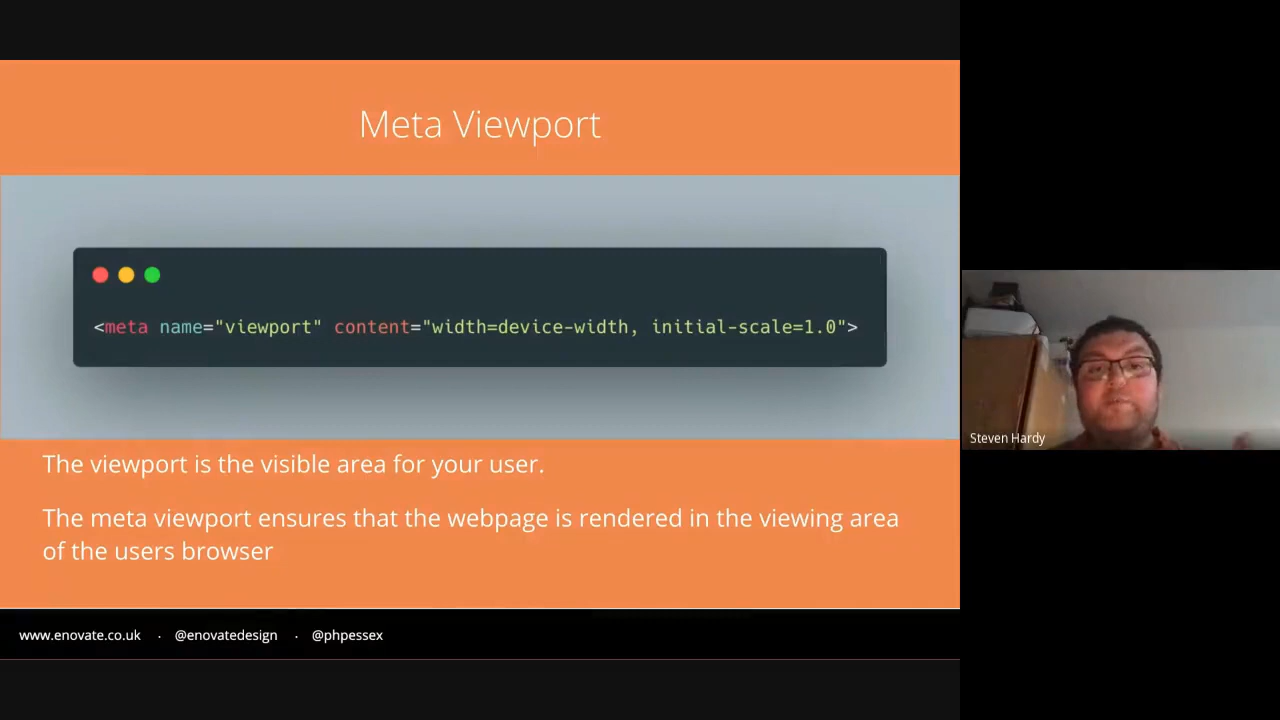 Meta Viewport
<meta name="viewport" content="width=device-width, initial-scale=1.0">
The viewport is the visible area for your user.
The meta viewport ensures that the webpage is rendered in the viewing area
of the users browser
www.enovate.co.uk · @enovatedesign · @phpessex
Steven Hardy